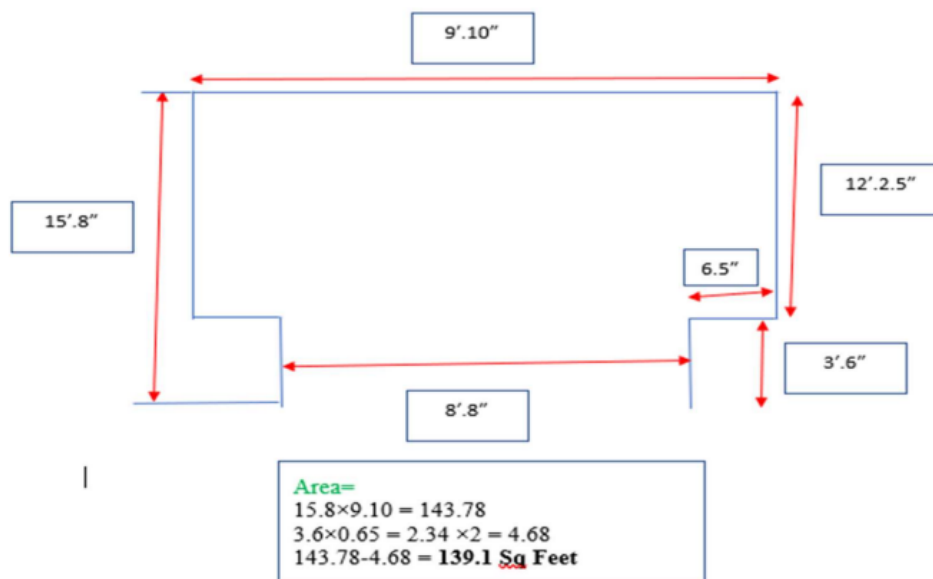 9′.10″
15′.8″
12′.2.5″
6.5″
3′.6″
8′.8″
Area=
15.8×9.10 = 143.78
3.6×0.65 = 2.34 ×2 = 4.68
143.78-4.68 = 139.1 Sq Feet